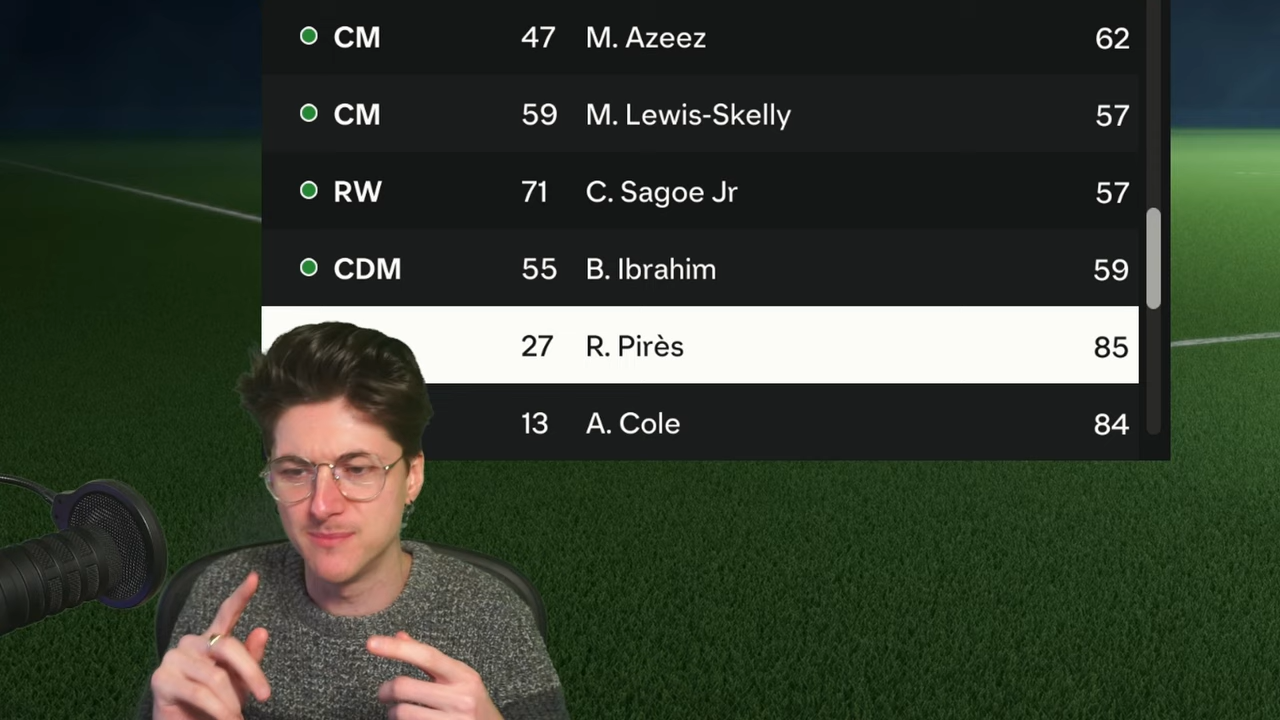 CM 47 M. Azeez 62
CM 59 M. Lewis-Skelly 57
RW 71 C. Sagoe Jr 57
CDM 55 B. Ibrahim 59
27 R. Pirès 85
13 A. Cole 84